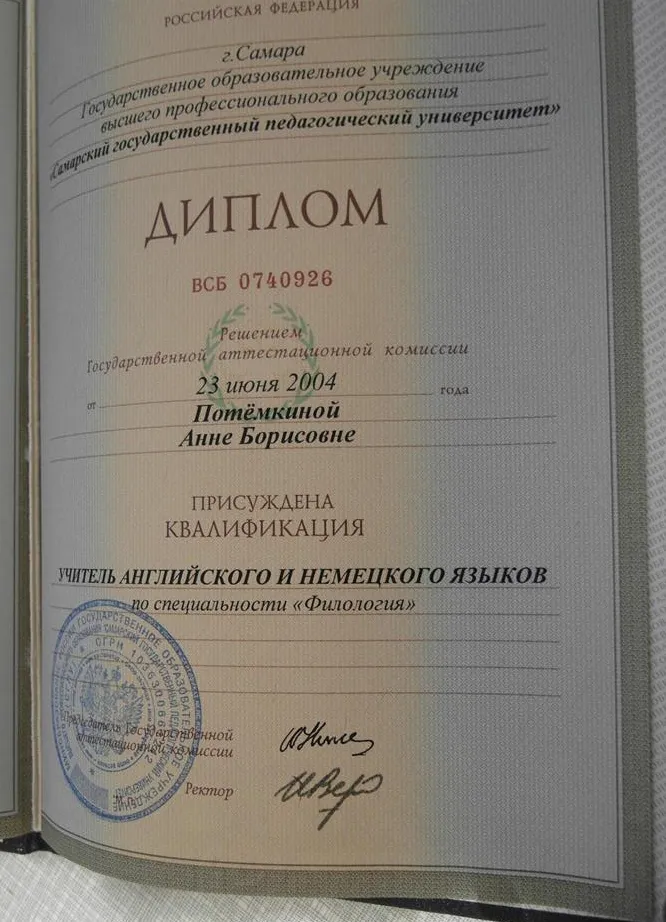 РОССИЙСКАЯ ФЕДЕРАЦИЯ
г.Самара
Государственное образовательное учреждение
высшего профессионального образования
«Самарский государственный педагогический университет»
ДИПЛОМ
ВСБ 0740926
Решением
Государственной аттестационной комиссии
от 23 июня 2004 года
Потёмкиной
Анне Борисовне
ПРИСУЖДЕНА
КВАЛИФИКАЦИЯ
УЧИТЕЛЬ АНГЛИЙСКОГО И НЕМЕЦКОГО ЯЗЫКОВ
по специальности «Филология»
Председатель Государственной
аттестационной комиссии
М.П.
Ректор